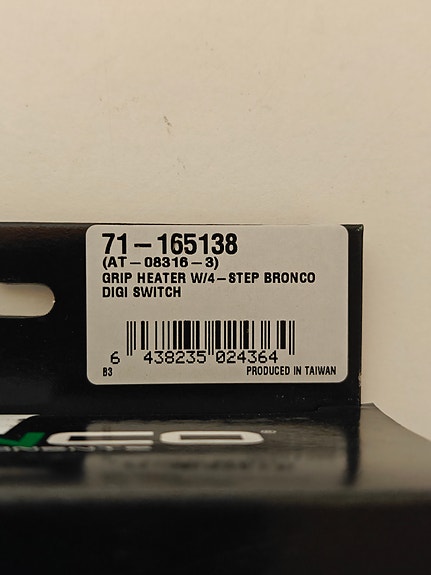 71-165138
(AT-08316-3)
GRIP HEATER W/4-STEP BRONCO
DIGI SWITCH
6 438235 024364
B3 PRODUCED IN TAIWAN